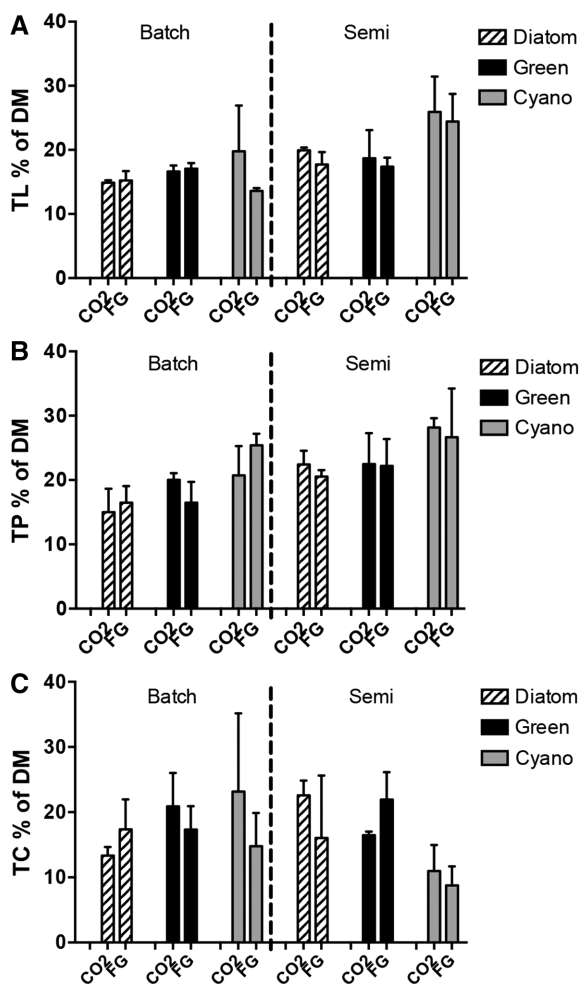 A
Batch
Semi
Diatom
Green
Cyano
TL % of DM
40
30
20
10
0
CO2 FG CO2 FG CO2 FG CO2 FG CO2 FG CO2 FG
B
Batch
Semi
Diatom
Green
Cyano
TP % of DM
40
30
20
10
0
CO2 FG CO2 FG CO2 FG CO2 FG CO2 FG CO2 FG
C
Batch
Semi
Diatom
Green
Cyano
TC % of DM
40
30
20
10
0
CO2 FG CO2 FG CO2 FG CO2 FG CO2 FG CO2 FG